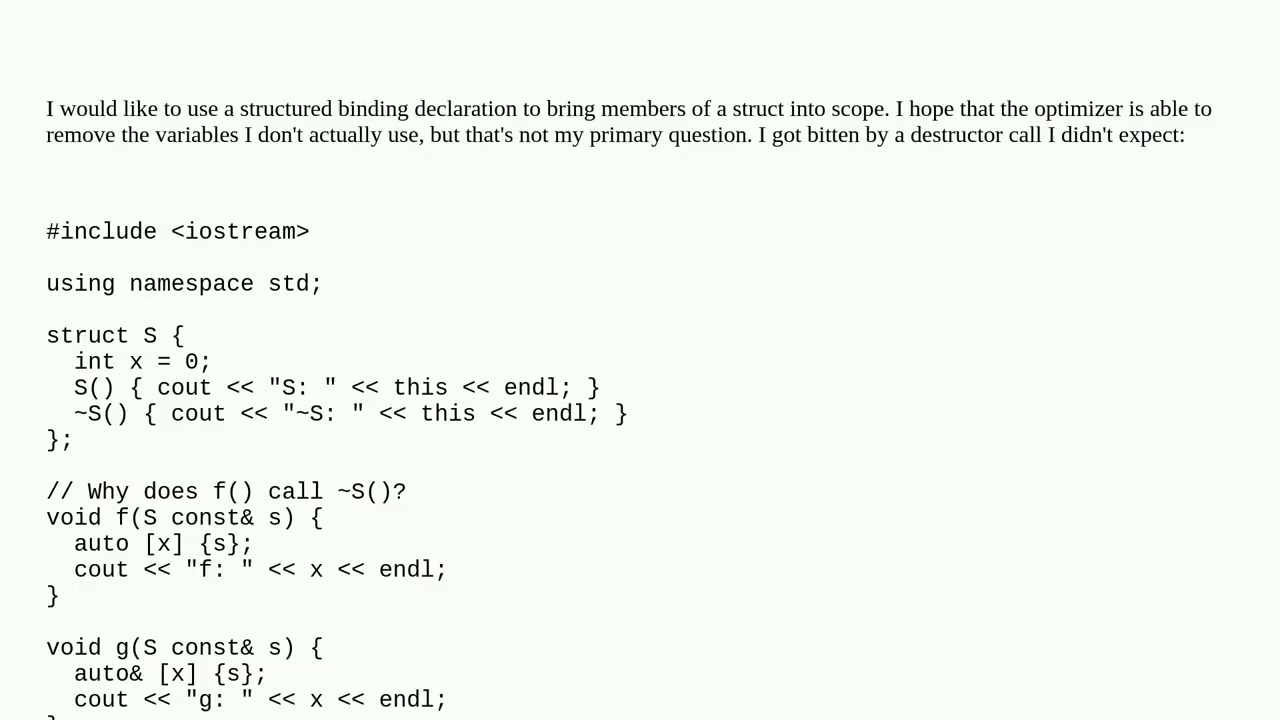 I would like to use a structured binding declaration to bring members of a struct into scope. I hope that the optimizer is able to
remove the variables I don't actually use, but that's not my primary question. I got bitten by a destructor call I didn't expect:
#include <iostream>
using namespace std;
struct S {
  int x = 0;
  S() { cout << "S: " << this << endl; }
  ~S() { cout << "~S: " << this << endl; }
};
// Why does f() call ~S()?
void f(S const& s) {
  auto [x] {s};
  cout << "f: " << x << endl;
}
void g(S const& s) {
  auto& [x] {s};
  cout << "g: " << x << endl;